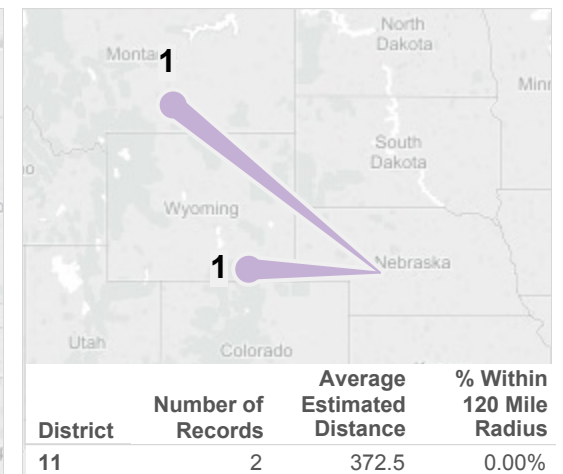 North
Dakota
Monta
1
Minn
South
Dakota
Wyoming
1
Nebraska
Utah
Colorado
Average % Within
Number of Estimated 120 Mile
District Records Distance Radius
11 2 372.5 0.00%